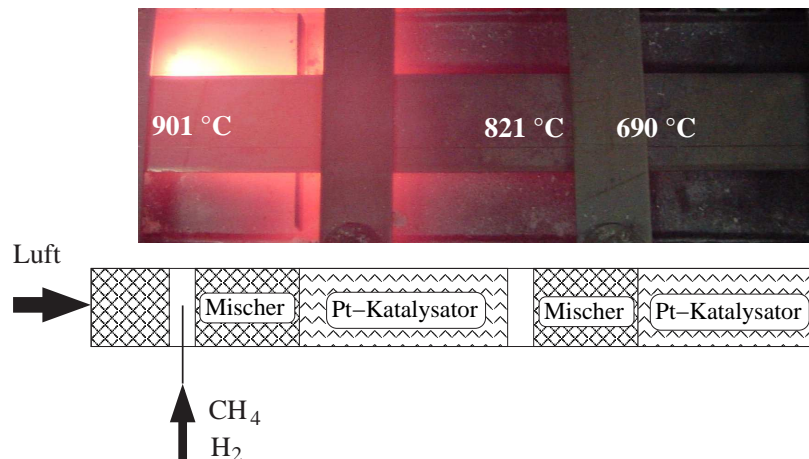 901 °C 821 °C 690 °C
Luft
Mischer Pt–Katalysator Mischer Pt–Katalysator
CH₄
H₂